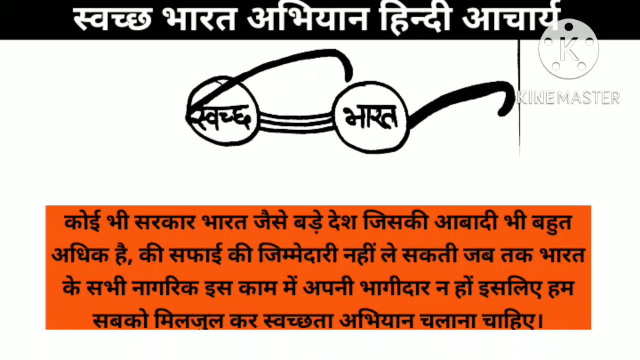 स्वच्छ भारत अभियान हिन्दी आचार्य
KINEMASTER
स्वच्छ भारत
कोई भी सरकार भारत जैसे बड़े देश जिसकी आबादी भी बहुत
अधिक है, की सफाई की जिम्मेदारी नहीं ले सकती जब तक भारत
के सभी नागरिक इस काम में अपनी भागीदार न हों इसलिए हम
सबको मिलजुल कर स्वच्छता अभियान चलाना चाहिए।